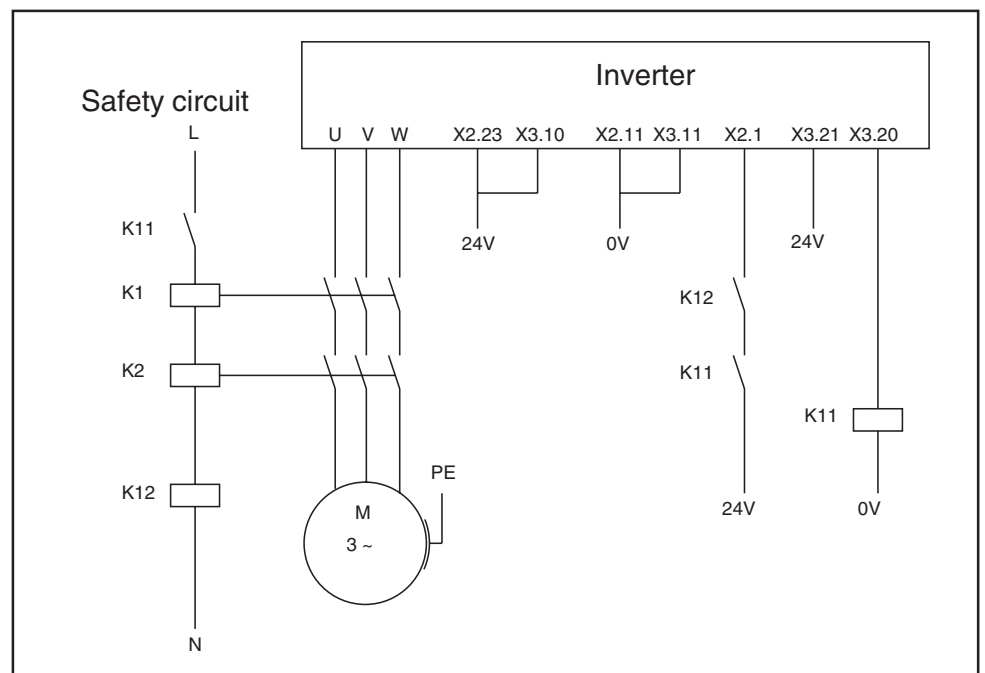 Inverter
Safety circuit
L
U V W X2.23 X3.10 X2.11 X3.11 X2.1 X3.21 X3.20
K11
24V
0V
24V
K1
K12
K2
K11
K11
PE
K12
M
3 ~
24V
0V
N